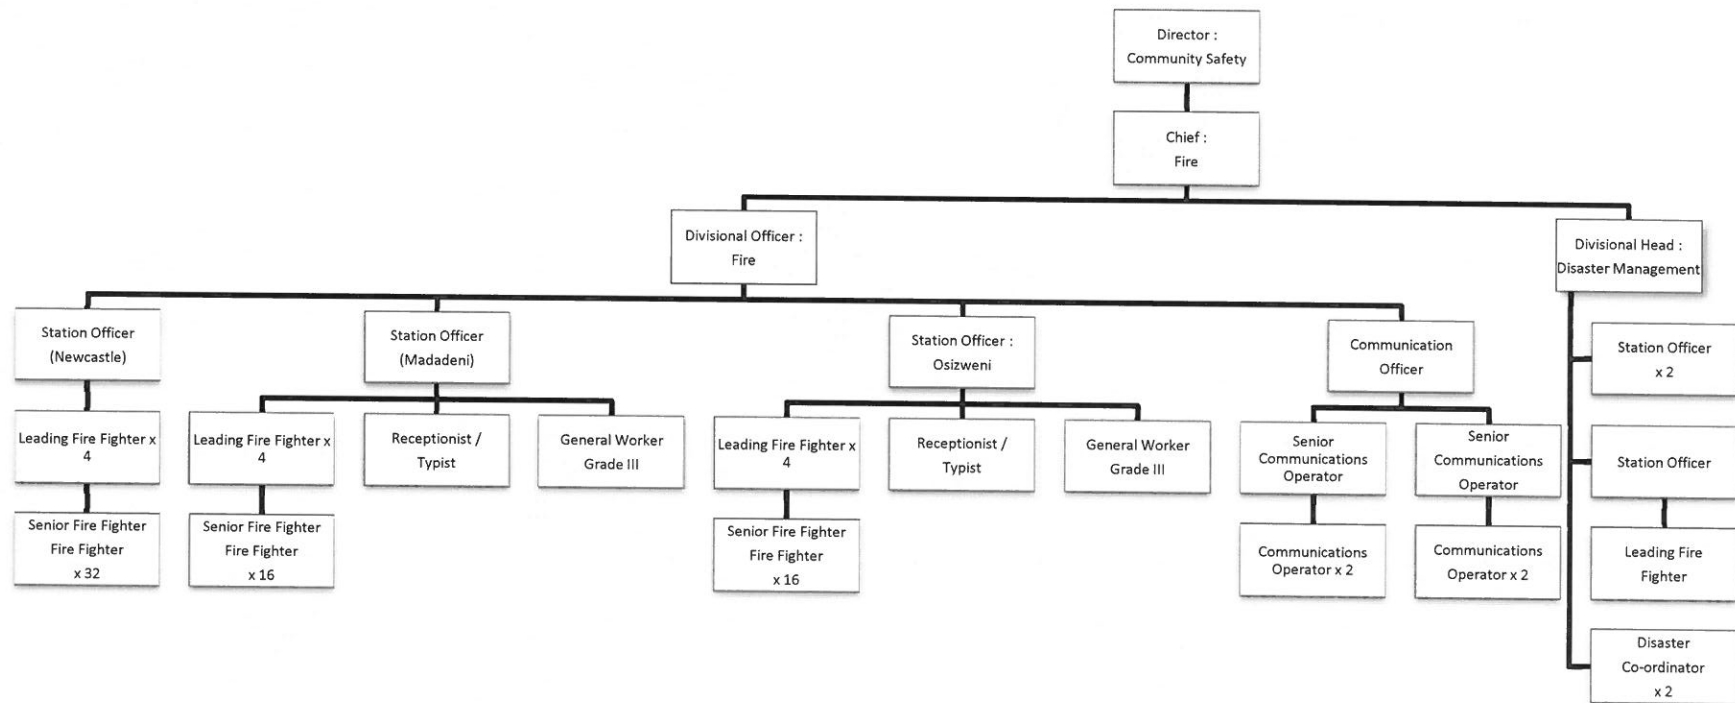 Director :
Community Safety
Chief :
Fire
Divisional Officer :
Fire
Divisional Head :
Disaster Management
Station Officer
(Newcastle)
Station Officer
(Madadeni)
Station Officer :
Osizweni
Communication
Officer
Station Officer
x 2
Leading Fire Fighter x
4
Leading Fire Fighter x
4
Receptionist /
Typist
General Worker
Grade III
Leading Fire Fighter x
4
Receptionist /
Typist
General Worker
Grade III
Senior
Communications
Operator
Senior
Communications
Operator
Station Officer
Senior Fire Fighter
Fire Fighter
x 32
Senior Fire Fighter
Fire Fighter
x 16
Senior Fire Fighter
Fire Fighter
x 16
Communications
Operator x 2
Communications
Operator x 2
Leading Fire
Fighter
Disaster
Co-ordinator
x 2